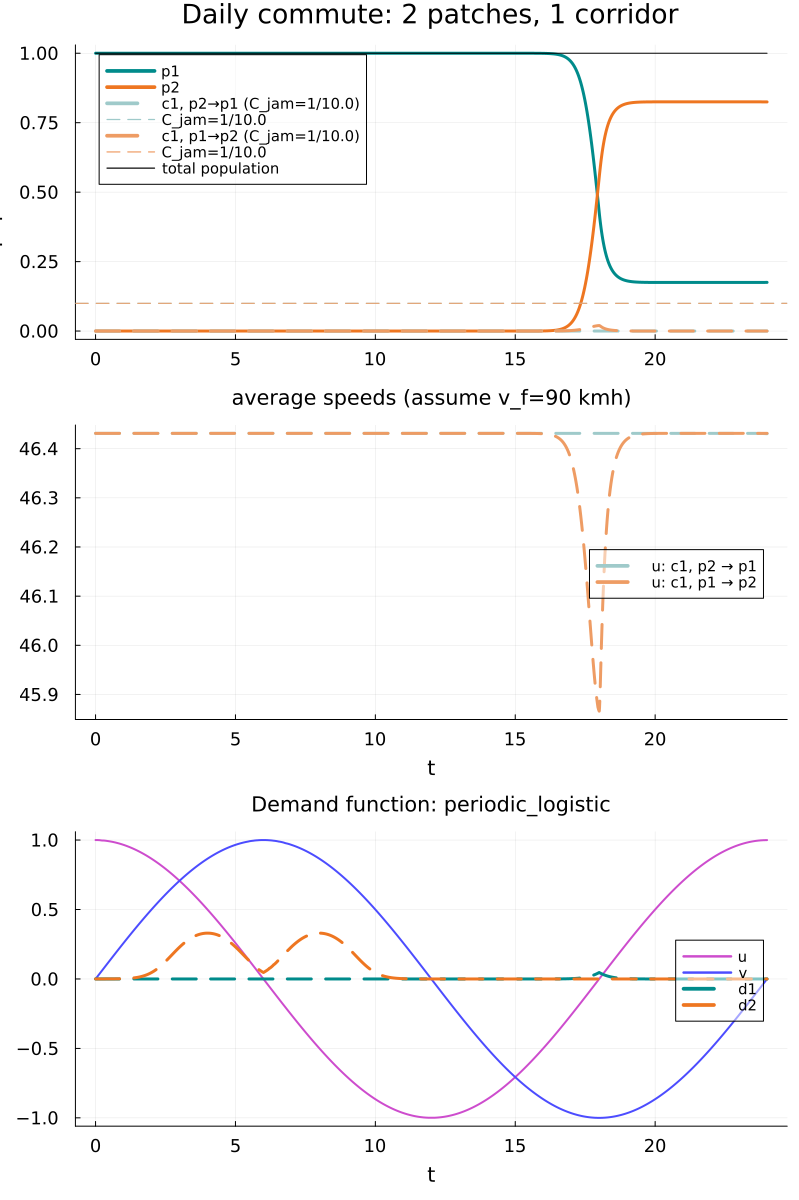 Daily commute: 2 patches, 1 corridor
1.00
0.75
0.50
0.25
0.00
p1
p2
c1, p2→p1 (C_jam=1/10.0)
C_jam=1/10.0
c1, p1→p2 (C_jam=1/10.0)
C_jam=1/10.0
total population
0 5 10 15 20
average speeds (assume v_f=90 kmh)
46.4
46.3
46.2
46.1
46.0
45.9
u: c1, p2 → p1
u: c1, p1 → p2
0 5 10 15 20
t
Demand function: periodic_logistic
1.0
0.5
0.0
−0.5
−1.0
u
v
d1
d2
0 5 10 15 20
t